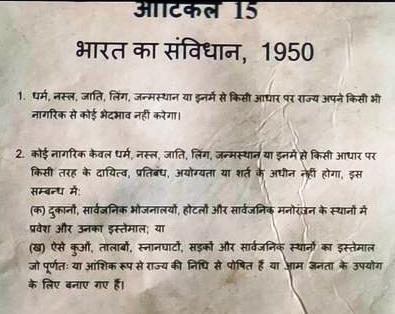 आर्टिकल 15
भारत का संविधान, 1950
1. धर्म, नस्ल, जाति, लिंग, जन्मस्थान या इनमें से किसी आधार पर राज्य अपने किसी भी
नागरिक से कोई भेदभाव नहीं करेगा।
2. कोई नागरिक केवल धर्म, नस्ल, जाति, लिंग, जन्मस्थान या इनमें से किसी आधार पर
किसी तरह के दायित्व, प्रतिबंध, अयोग्यता या शर्त के अधीन नहीं होगा, इस
सम्बन्ध में:
(क) दुकानों, सार्वजनिक भोजनालयों, होटलों और सार्वजनिक मनोरंजन के स्थानों में
प्रवेश और उनका इस्तेमाल; या
(ख) ऐसे कुओं, तालाबों, स्नानघाटों, सड़कों और सार्वजनिक स्थानों का इस्तेमाल
जो पूर्णतः या आंशिक रूप से राज्य की निधि से पोषित हैं या आम जनता के उपयोग
के लिए बनाए गए हैं।